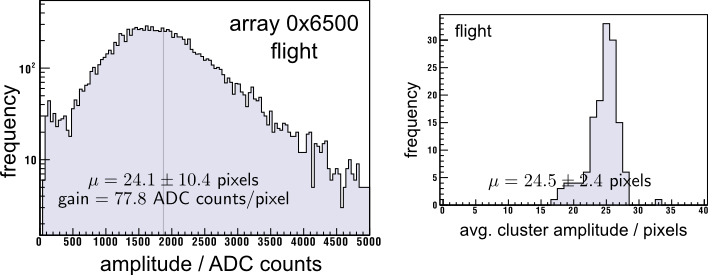 array 0x6500
flight
frequency
10²
10
μ = 24.1 ± 10.4 pixels
gain = 77.8 ADC counts/pixel
0 500 1000 1500 2000 2500 3000 3500 4000 4500 5000
amplitude / ADC counts
flight
frequency
30
25
20
15
10
5
0
μ = 24.5 ± 2.4 pixels
0 5 10 15 20 25 30 35 40
avg. cluster amplitude / pixels